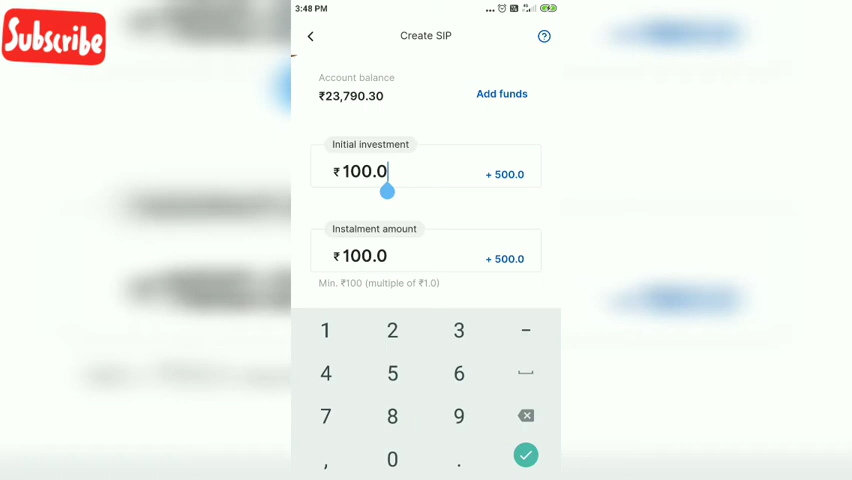 Subscribe
3:48 PM
Create SIP
Account balance
₹23,790.30
Add funds
Initial investment
₹ 100.0
+ 500.0
Instalment amount
₹ 100.0
+ 500.0
Min. ₹100 (multiple of ₹1.0)
1 2 3 -
4 5 6
7 8 9
, 0 .